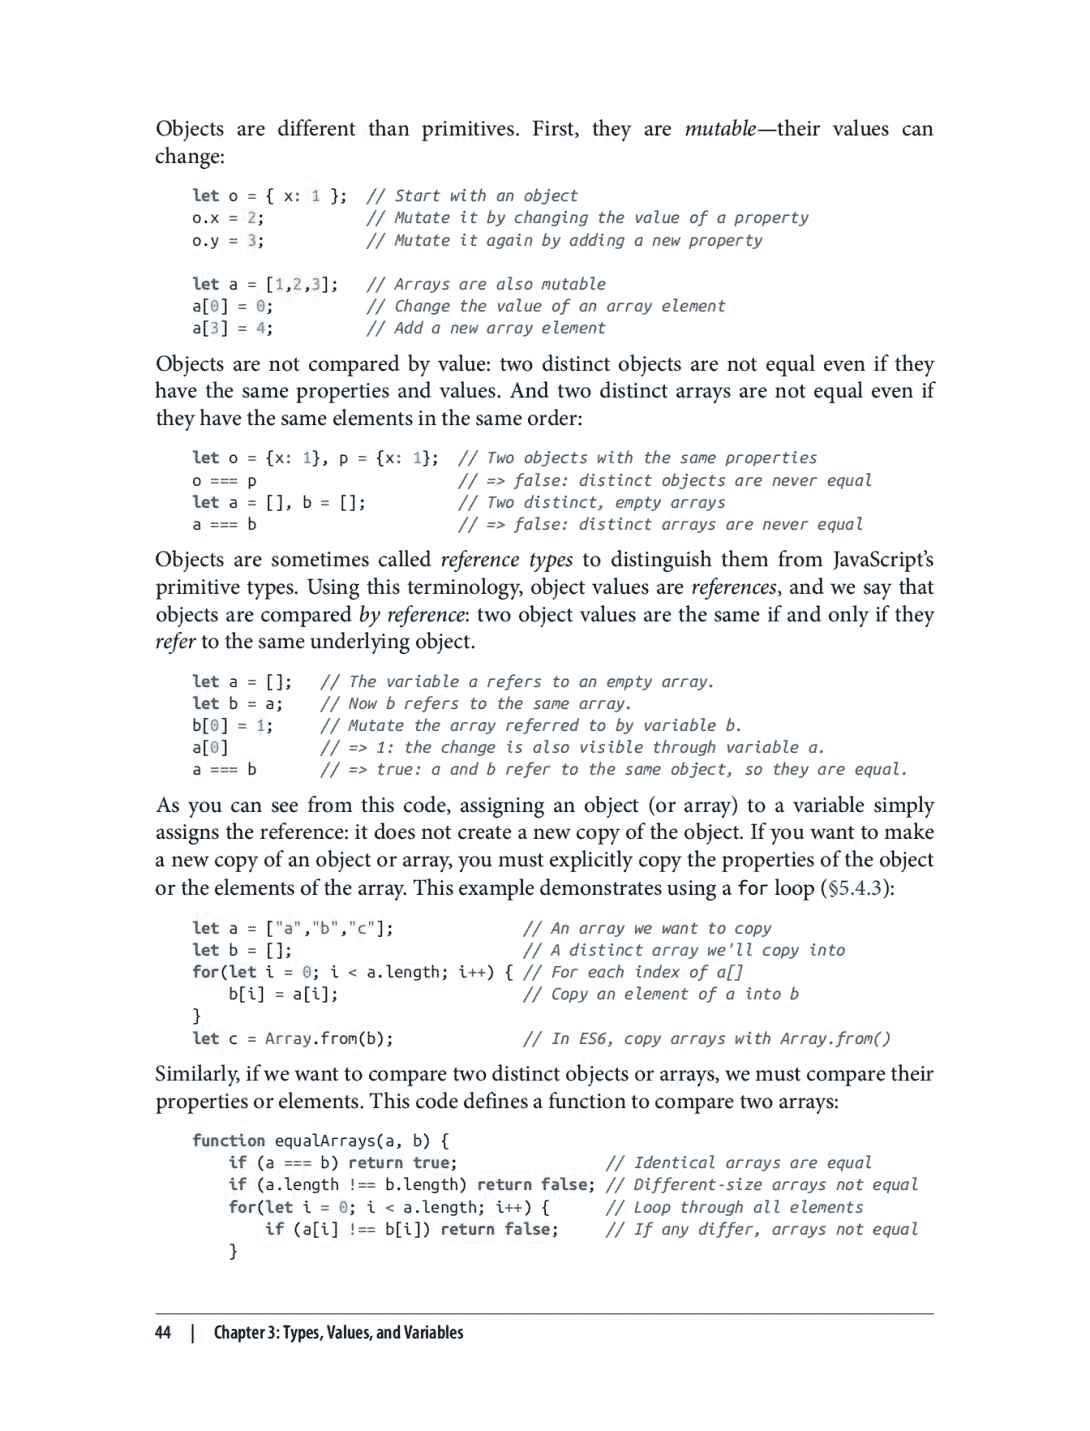 Objects are different than primitives. First, they are mutable—their values can
change:
let o = { x: 1 };  // Start with an object
o.x = 2;           // Mutate it by changing the value of a property
o.y = 3;           // Mutate it again by adding a new property
let a = [1,2,3];   // Arrays are also mutable
a[0] = 0;          // Change the value of an array element
a[3] = 4;          // Add a new array element
Objects are not compared by value: two distinct objects are not equal even if they
have the same properties and values. And two distinct arrays are not equal even if
they have the same elements in the same order:
let o = {x: 1}, p = {x: 1};  // Two objects with the same properties
o === p                      // => false: distinct objects are never equal
let a = [], b = [];          // Two distinct, empty arrays
a === b                      // => false: distinct arrays are never equal
Objects are sometimes called reference types to distinguish them from JavaScript’s
primitive types. Using this terminology, object values are references, and we say that
objects are compared by reference: two object values are the same if and only if they
refer to the same underlying object.
let a = [];   // The variable a refers to an empty array.
let b = a;    // Now b refers to the same array.
b[0] = 1;     // Mutate the array referred to by variable b.
a[0]          // => 1: the change is also visible through variable a.
a === b       // => true: a and b refer to the same object, so they are equal.
As you can see from this code, assigning an object (or array) to a variable simply
assigns the reference: it does not create a new copy of the object. If you want to make
a new copy of an object or array, you must explicitly copy the properties of the object
or the elements of the array. This example demonstrates using a for loop (§5.4.3):
let a = ["a","b","c"];              // An array we want to copy
let b = [];                         // A distinct array we'll copy into
for(let i = 0; i < a.length; i++) { // For each index of a[]
    b[i] = a[i];                    // Copy an element of a into b
}
let c = Array.from(b);              // In ES6, copy arrays with Array.from()
Similarly, if we want to compare two distinct objects or arrays, we must compare their
properties or elements. This code defines a function to compare two arrays:
function equalArrays(a, b) {
    if (a === b) return true;                // Identical arrays are equal
    if (a.length !== b.length) return false; // Different-size arrays not equal
    for(let i = 0; i < a.length; i++) {      // Loop through all elements
        if (a[i] !== b[i]) return false;     // If any differ, arrays not equal
    }
44 | Chapter 3: Types, Values, and Variables